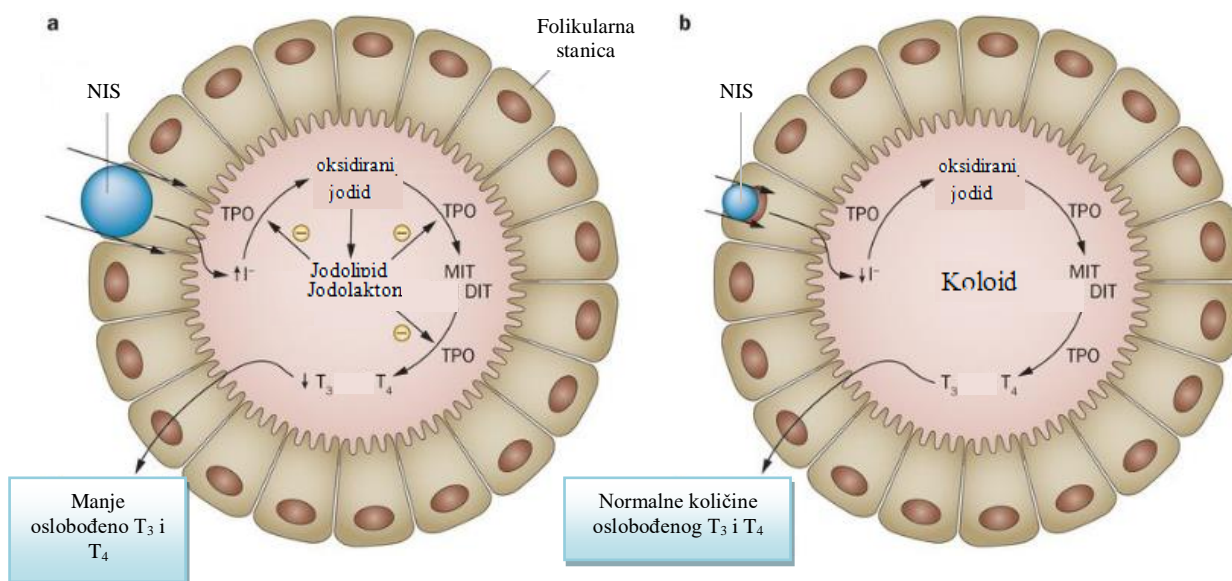 a
Folikularna
stanica
NIS
oksidirani
jodid
TPO
TPO
↑I⁻
Jodolipid
Jodolakton
MIT
DIT
TPO
↓ T₃ T₄
Manje
oslobođeno T₃ i
T₄
b
NIS
oksidirani
jodid
TPO
TPO
↓I⁻
Koloid
MIT
DIT
TPO
T₃ T₄
Normalne količine
oslobođenog T₃ i T₄